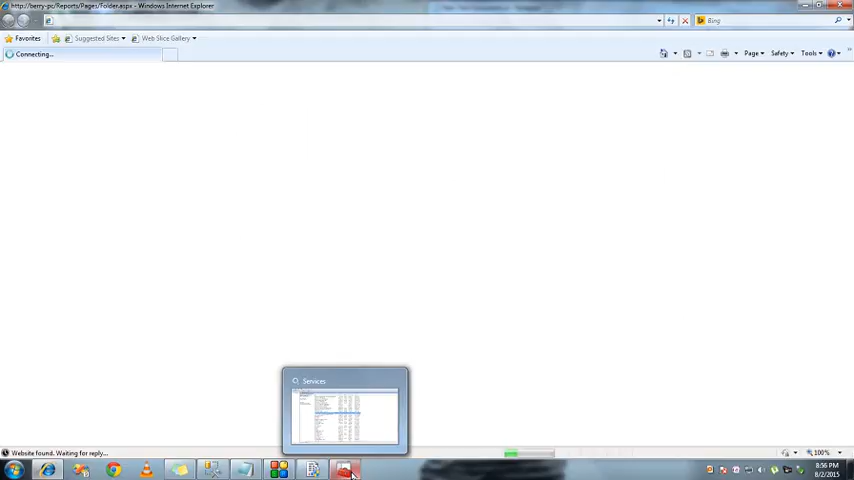 http://berry-pc/Reports/Pages/Folder.aspx - Windows Internet Explorer
Bing
Favorites
Suggested Sites
Web Slice Gallery
Connecting...
Page
Safety
Tools
Services
Website found. Waiting for reply...
100%
8:56 PM
8/2/2015